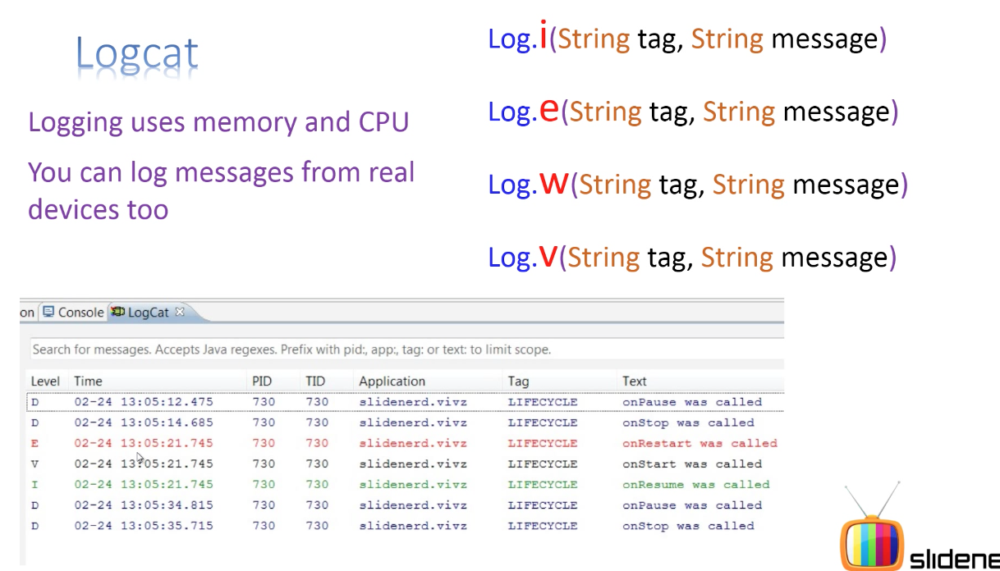 Logcat
Logging uses memory and CPU
You can log messages from real
devices too
Log.i(String tag, String message)
Log.e(String tag, String message)
Log.w(String tag, String message)
Log.v(String tag, String message)
on Console LogCat
Search for messages. Accepts Java regexes. Prefix with pid:, app:, tag: or text: to limit scope.
Level Time PID TID Application Tag Text
D 02-24 13:05:12.475 730 730 slidenerd.vivz LIFECYCLE onPause was called
D 02-24 13:05:14.685 730 730 slidenerd.vivz LIFECYCLE onStop was called
E 02-24 13:05:21.745 730 730 slidenerd.vivz LIFECYCLE onRestart was called
V 02-24 13:05:21.745 730 730 slidenerd.vivz LIFECYCLE onStart was called
I 02-24 13:05:21.745 730 730 slidenerd.vivz LIFECYCLE onResume was called
D 02-24 13:05:34.815 730 730 slidenerd.vivz LIFECYCLE onPause was called
D 02-24 13:05:35.715 730 730 slidenerd.vivz LIFECYCLE onStop was called
slidene